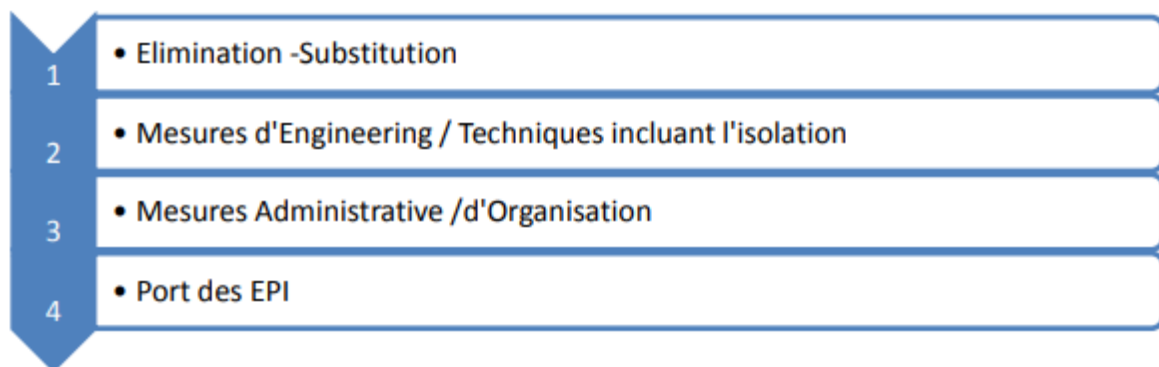 1
• Elimination -Substitution
2
• Mesures d'Engineering / Techniques incluant l'isolation
3
• Mesures Administrative /d'Organisation
4
• Port des EPI